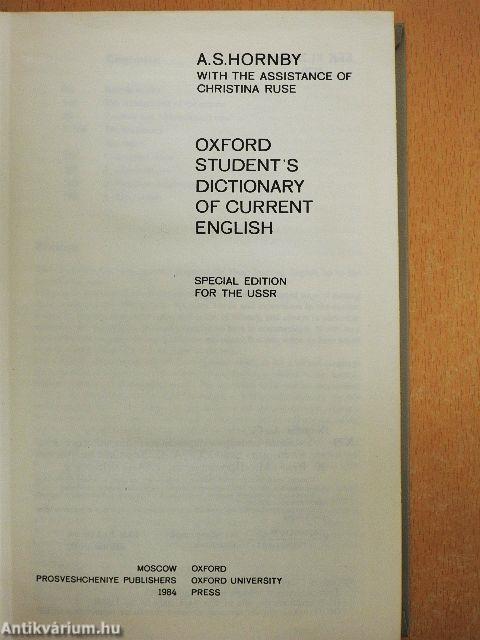 A.S.HORNBY
WITH THE ASSISTANCE OF
CHRISTINA RUSE
OXFORD
STUDENT'S
DICTIONARY
OF CURRENT
ENGLISH
SPECIAL EDITION
FOR THE USSR
MOSCOW
PROSVESHCHENIYE PUBLISHERS
1984
OXFORD
OXFORD UNIVERSITY
PRESS
Antikvárium.hu